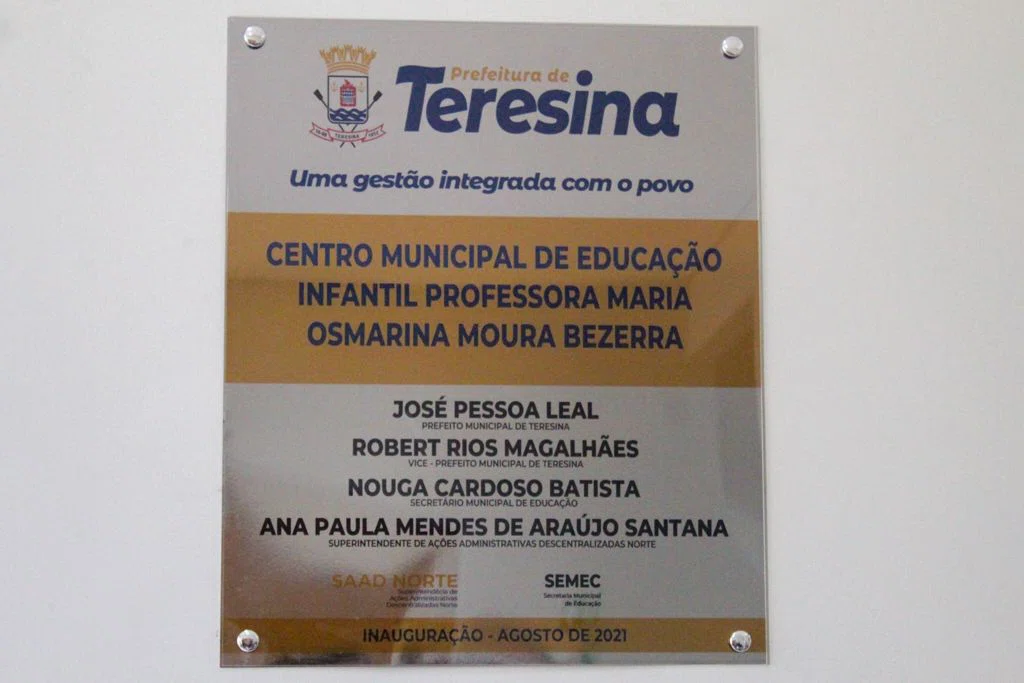 Prefeitura de
Teresina
TERESINA
1852
Uma gestão integrada com o povo
CENTRO MUNICIPAL DE EDUCAÇÃO
INFANTIL PROFESSORA MARIA
OSMARINA MOURA BEZERRA
JOSÉ PESSOA LEAL
PREFEITO MUNICIPAL DE TERESINA
ROBERT RIOS MAGALHÃES
VICE - PREFEITO MUNICIPAL DE TERESINA
NOUGA CARDOSO BATISTA
SECRETÁRIO MUNICIPAL DE EDUCAÇÃO
ANA PAULA MENDES DE ARAÚJO SANTANA
SUPERINTENDENTE DE AÇÕES ADMINISTRATIVAS DESCENTRALIZADAS NORTE
SAAD NORTE
Superintendência de
Ações Administrativas
Descentralizadas Norte
SEMEC
Secretaria Municipal
de Educação
INAUGURAÇÃO - AGOSTO DE 2021